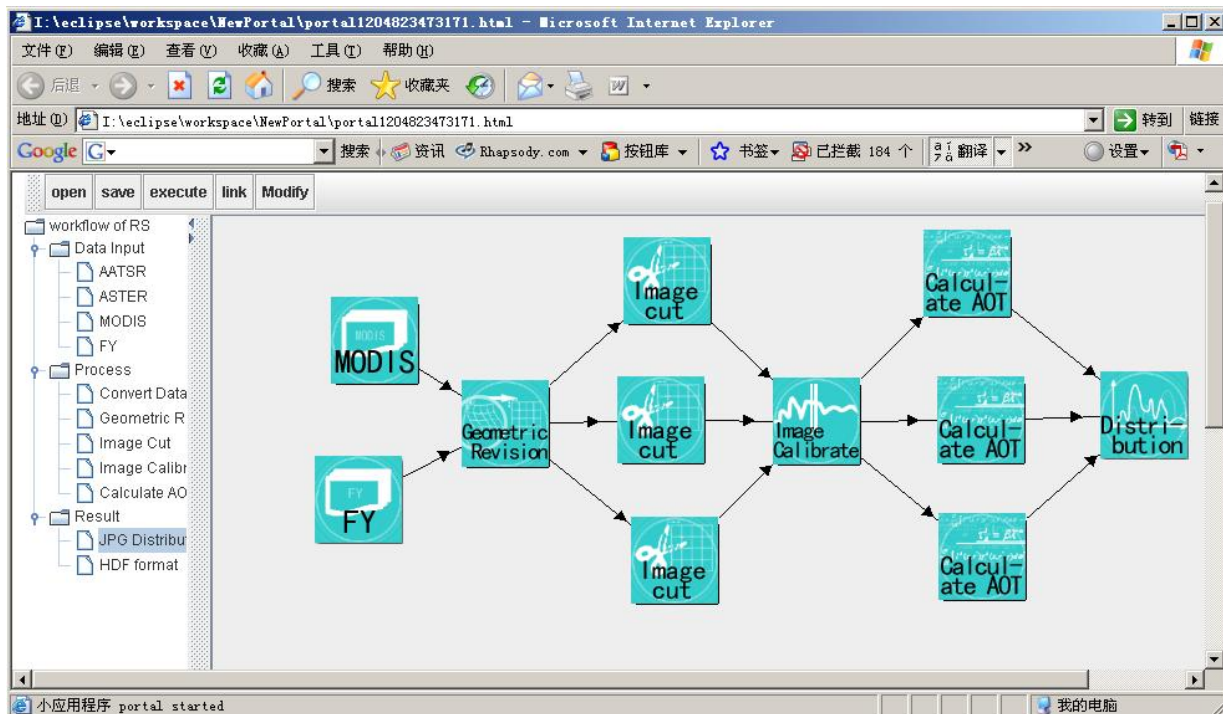 I:\eclipse\workspace\NewPortal\portal1204823473171.html - Microsoft Internet Explorer
文件(F) 编辑(E) 查看(V) 收藏(A) 工具(T) 帮助(H)
后退 搜索 收藏夹
地址(D) I:\eclipse\workspace\NewPortal\portal1204823473171.html 转到 链接
Google G 搜索 资讯 Rhapsody.com 按钮库 书签 已拦截 184 个 翻译 » 设置
open save execute link Modify
workflow of RS
Data Input
AATSR
ASTER
MODIS
FY
Process
Convert Data
Geometric R
Image Cut
Image Calibr
Calculate AO
Result
JPG Distribu
HDF format
MODIS
MODIS
FY
FY
Geometric
Revision
Image
cut
Image
cut
Image
cut
Image
Calibrate
Calcul-
ate AOT
Calcul-
ate AOT
Calcul-
ate AOT
Distri-
bution
小应用程序 portal started 我的电脑